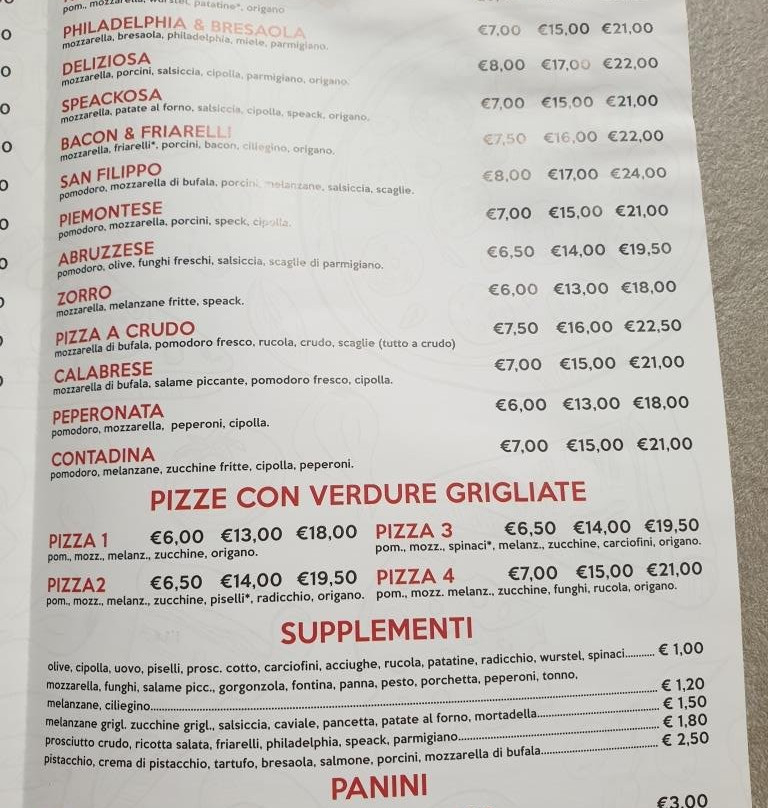 pom., mozzarella, wurstel, patatine*, origano
PHILADELPHIA & BRESAOLA €7,00 €15,00 €21,00
mozzarella, bresaola, philadelphia, miele, parmigiano.
DELIZIOSA €8,00 €17,00 €22,00
mozzarella, porcini, salsiccia, cipolla, parmigiano, origano.
SPEACKOSA €7,00 €15,00 €21,00
mozzarella, patate al forno, salsiccia, cipolla, speack, origano.
BACON & FRIARELLI €7,50 €16,00 €22,00
mozzarella, friarelli*, porcini, bacon, ciliegino, origano.
SAN FILIPPO €8,00 €17,00 €24,00
pomodoro, mozzarella di bufala, porcini, melanzane, salsiccia, scaglie.
PIEMONTESE €7,00 €15,00 €21,00
pomodoro, mozzarella, porcini, speck, cipolla.
ABRUZZESE €6,50 €14,00 €19,50
pomodoro, olive, funghi freschi, salsiccia, scaglie di parmigiano.
ZORRO €6,00 €13,00 €18,00
mozzarella, melanzane fritte, speack.
PIZZA A CRUDO €7,50 €16,00 €22,50
mozzarella di bufala, pomodoro fresco, rucola, crudo, scaglie (tutto a crudo)
CALABRESE €7,00 €15,00 €21,00
mozzarella di bufala, salame piccante, pomodoro fresco, cipolla.
PEPERONATA €6,00 €13,00 €18,00
pomodoro, mozzarella, peperoni, cipolla.
CONTADINA €7,00 €15,00 €21,00
pomodoro, melanzane, zucchine fritte, cipolla, peperoni.
PIZZE CON VERDURE GRIGLIATE
PIZZA 1 €6,00 €13,00 €18,00
pom., mozz., melanz., zucchine, origano.
PIZZA2 €6,50 €14,00 €19,50
pom., mozz., melanz., zucchine, piselli*, radicchio, origano.
PIZZA 3 €6,50 €14,00 €19,50
pom., mozz., spinaci*, melanz., zucchine, carciofini, origano.
PIZZA 4 €7,00 €15,00 €21,00
pom., mozz. melanz., zucchine, funghi, rucola, origano.
SUPPLEMENTI
olive, cipolla, uovo, piselli, prosc. cotto, carciofini, acciughe, rucola, patatine, radicchio, wurstel, spinaci.......... € 1,00
mozzarella, funghi, salame picc., gorgonzola, fontina, panna, pesto, porchetta, peperoni, tonno,
melanzane, ciliegino.......... € 1,20
melanzane grigl. zucchine grigl., salsiccia, caviale, pancetta, patate al forno, mortadella.......... € 1,50
prosciutto crudo, ricotta salata, friarelli, philadelphia, speack, parmigiano.......... € 1,80
pistacchio, crema di pistacchio, tartufo, bresaola, salmone, porcini, mozzarella di bufala.......... € 2,50
PANINI
€3,00